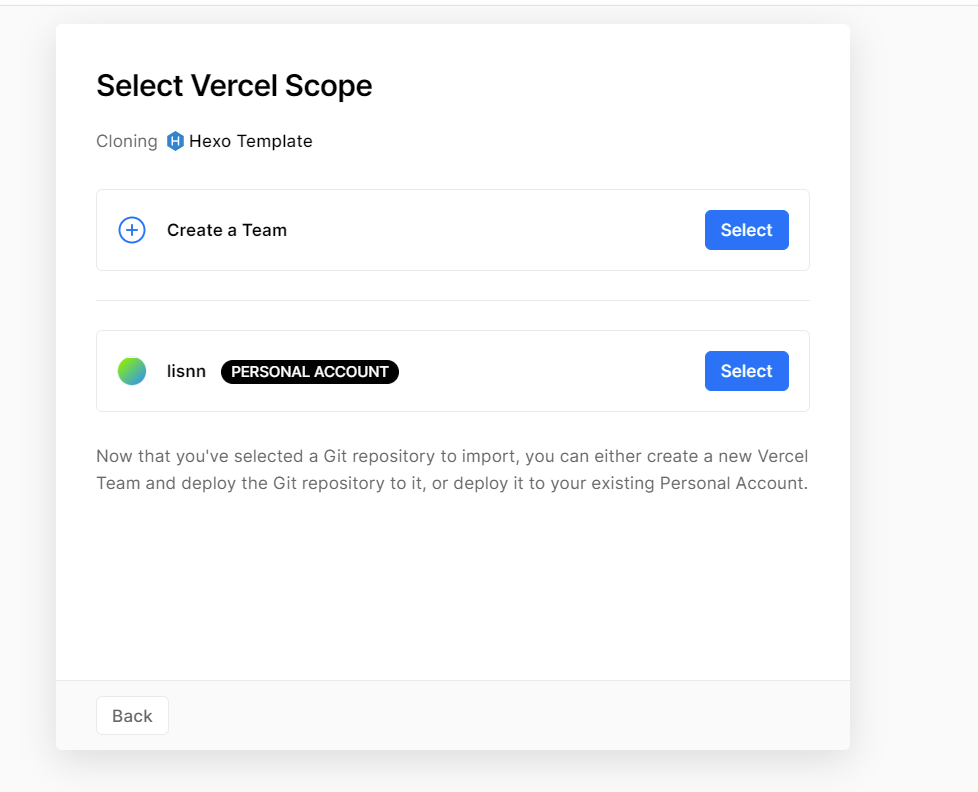 Select Vercel Scope
Cloning H Hexo Template
Create a Team Select
lisnn PERSONAL ACCOUNT Select
Now that you've selected a Git repository to import, you can either create a new Vercel
Team and deploy the Git repository to it, or deploy it to your existing Personal Account.
Back